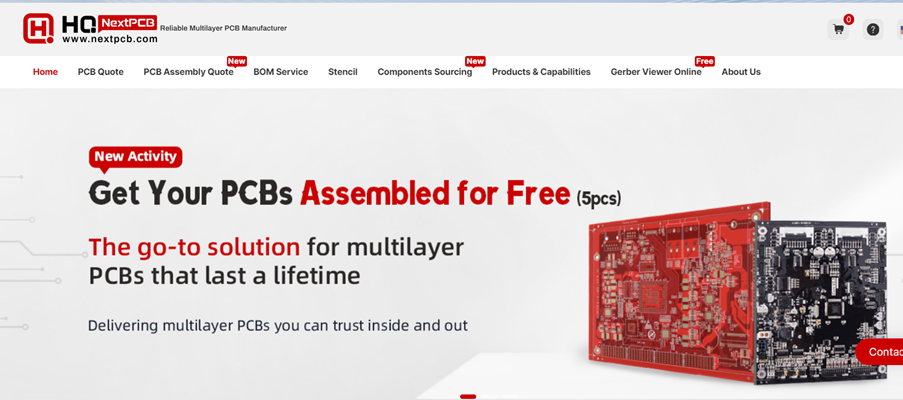 HQ NextPCB Reliable Multilayer PCB Manufacturer
www.nextpcb.com
0
?
New New Free
Home PCB Quote PCB Assembly Quote BOM Service Stencil Components Sourcing Products & Capabilities Gerber Viewer Online About Us
New Activity
Get Your PCBs Assembled for Free (5pcs)
The go-to solution for multilayer
PCBs that last a lifetime
Delivering multilayer PCBs you can trust inside and out
Contac